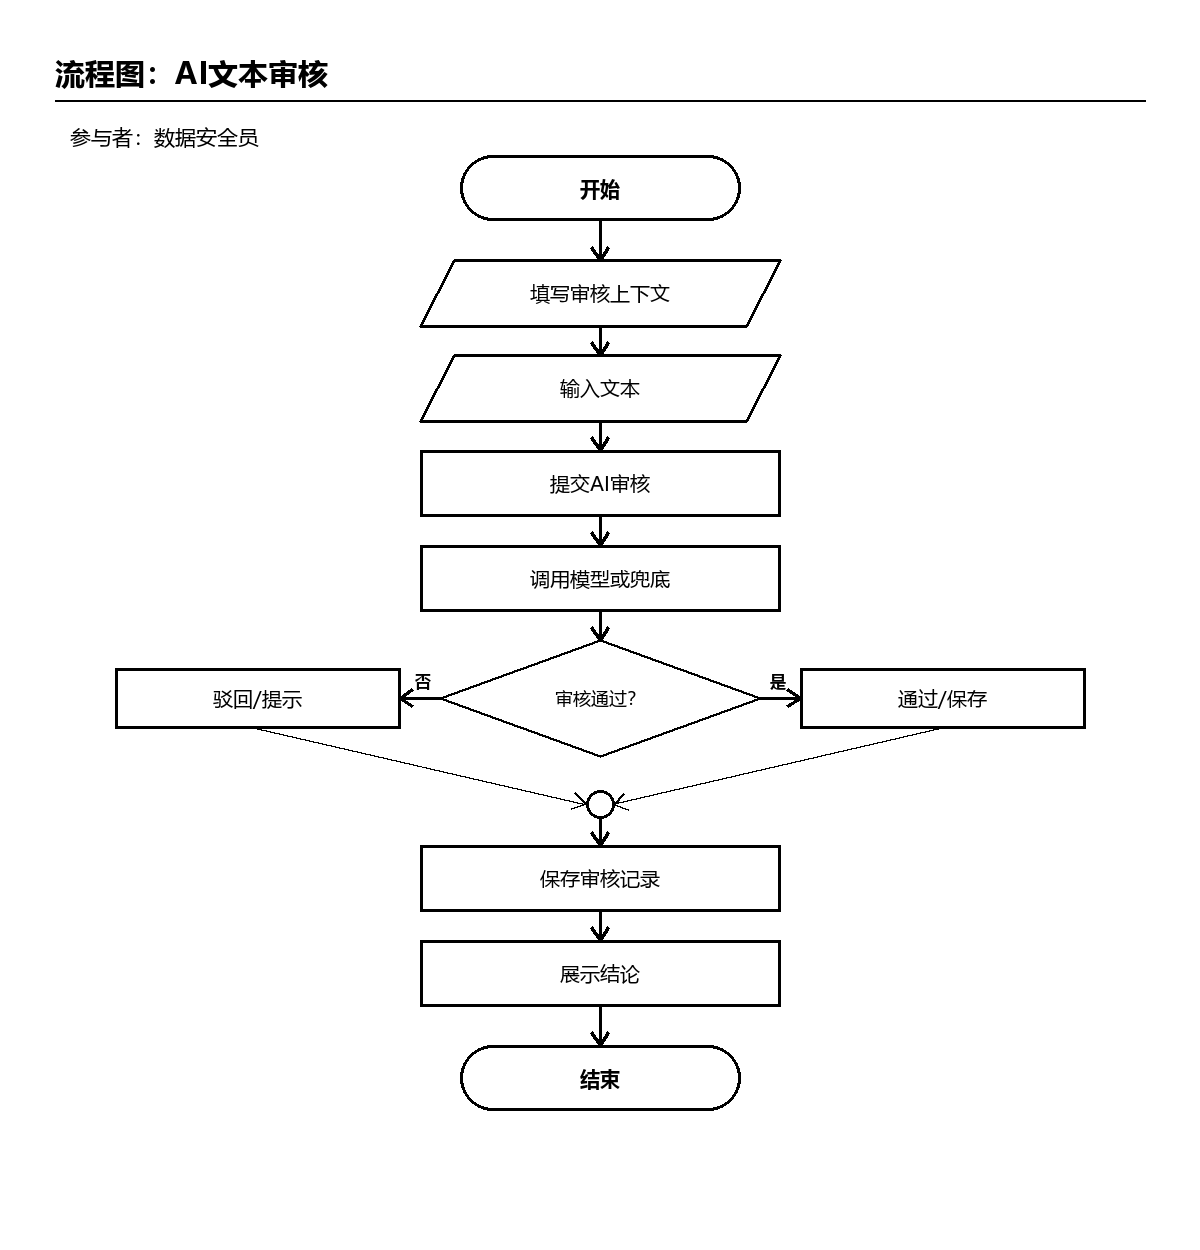 流程图：AI文本审核
参与者：数据安全员
开始
填写审核上下文
输入文本
提交AI审核
调用模型或兜底
否
是
驳回/提示
审核通过?
通过/保存
保存审核记录
展示结论
结束